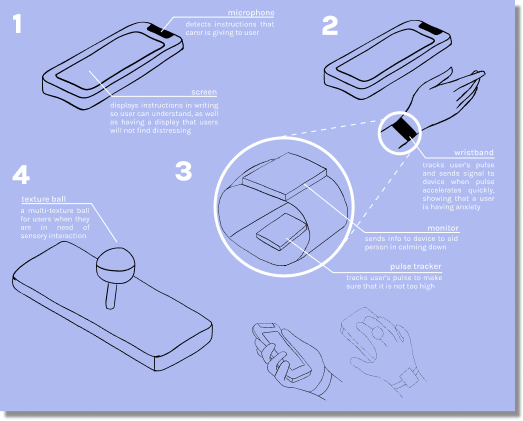 1
microphone
detects instructions that
carer is giving to user
screen
displayes instructions in writing
so user can understand, as well
as having a display that users
will not find distressing
2
wristband
tracks user's pulse
and sends signal to
device when pulse
accelerates quickly,
showing that a user
is having anxiety
3
monitor
sends info to device to aid
person in calming down
pulse tracker
tracks user's pulse to make
sure that it is not too high
4
texture ball
a multi-texture ball
for users when they
are in need of
sensory interaction